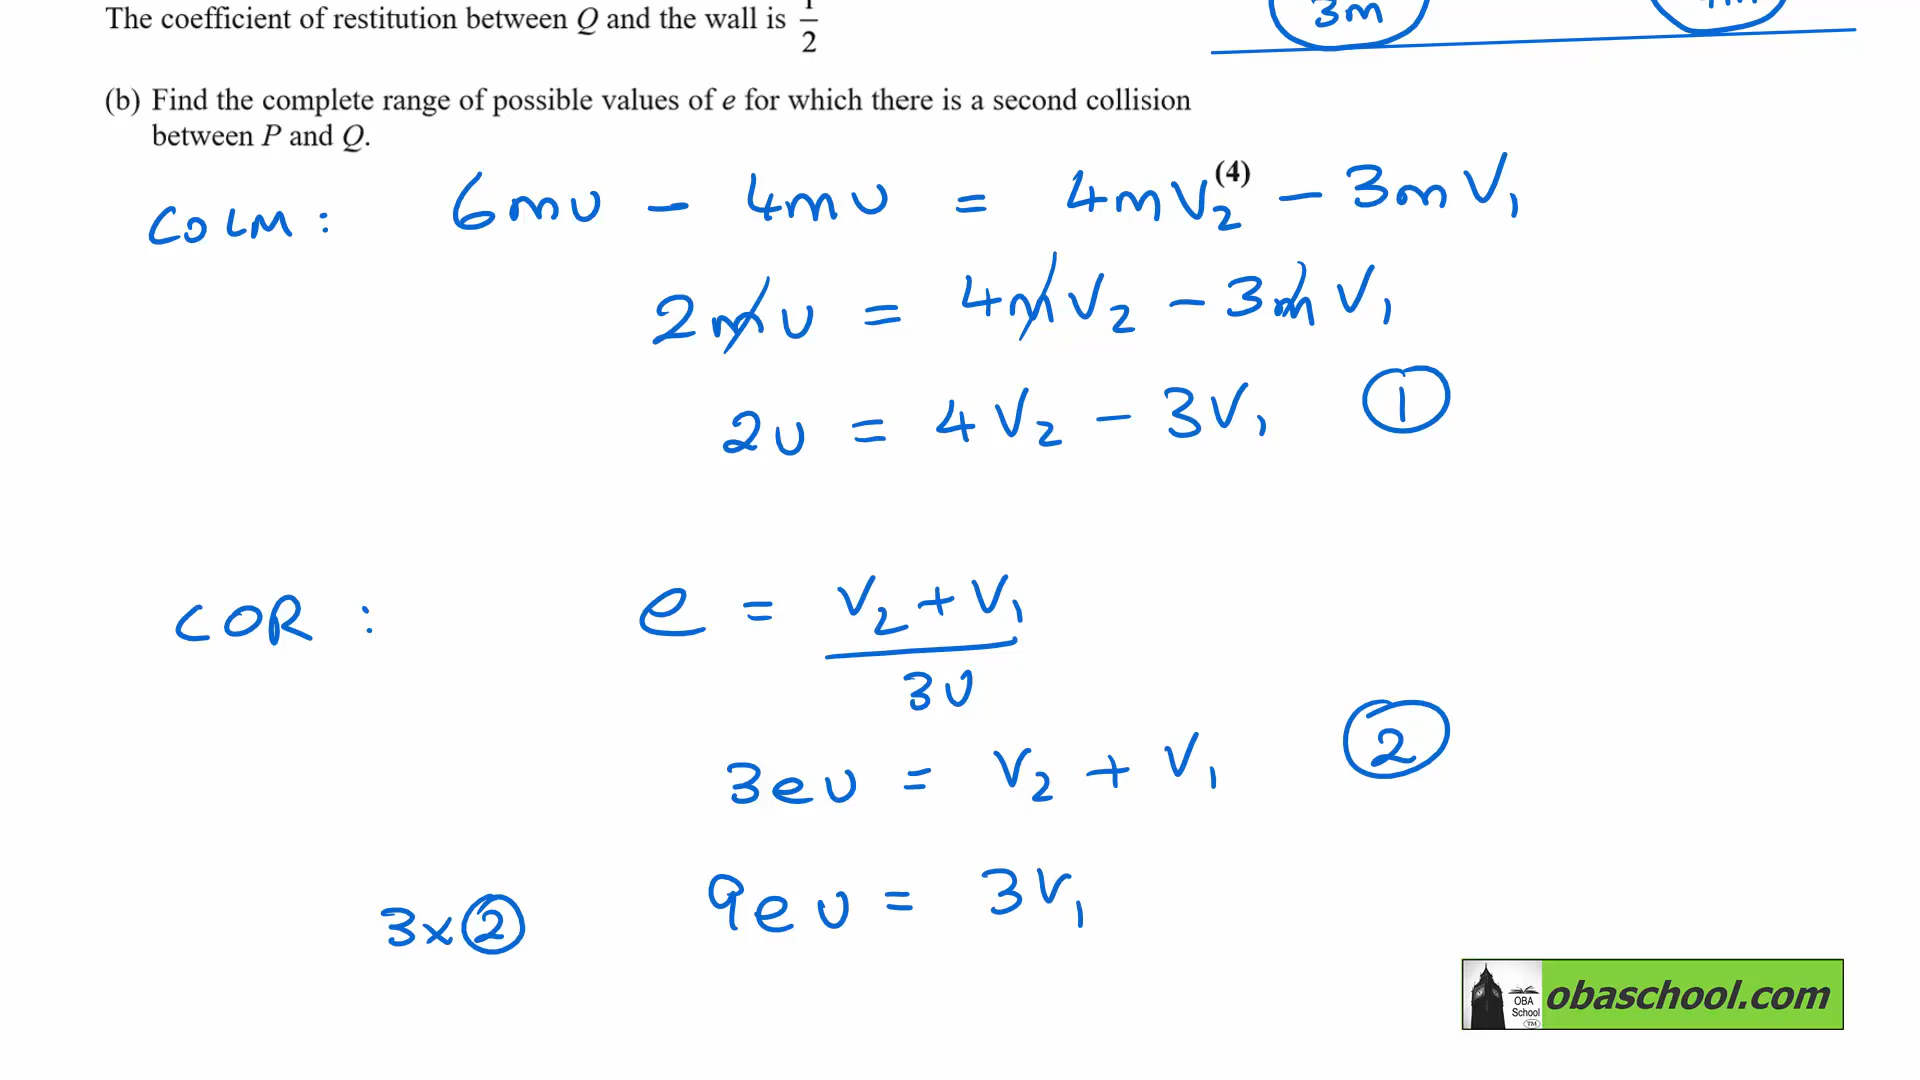 The coefficient of restitution between Q and the wall is 1/2
3m
4m
(b) Find the complete range of possible values of e for which there is a second collision
between P and Q.
(4)
COLM : 6mu - 4mu = 4mV₂ - 3mV₁
2mu = 4mV₂ - 3mV₁
2u = 4V₂ - 3V₁ ①
COR : e = (V₂ + V₁)/3u
3eu = V₂ + V₁ ②
3×② 9eu = 3V₁
OBA
School
TM
obaschool.com